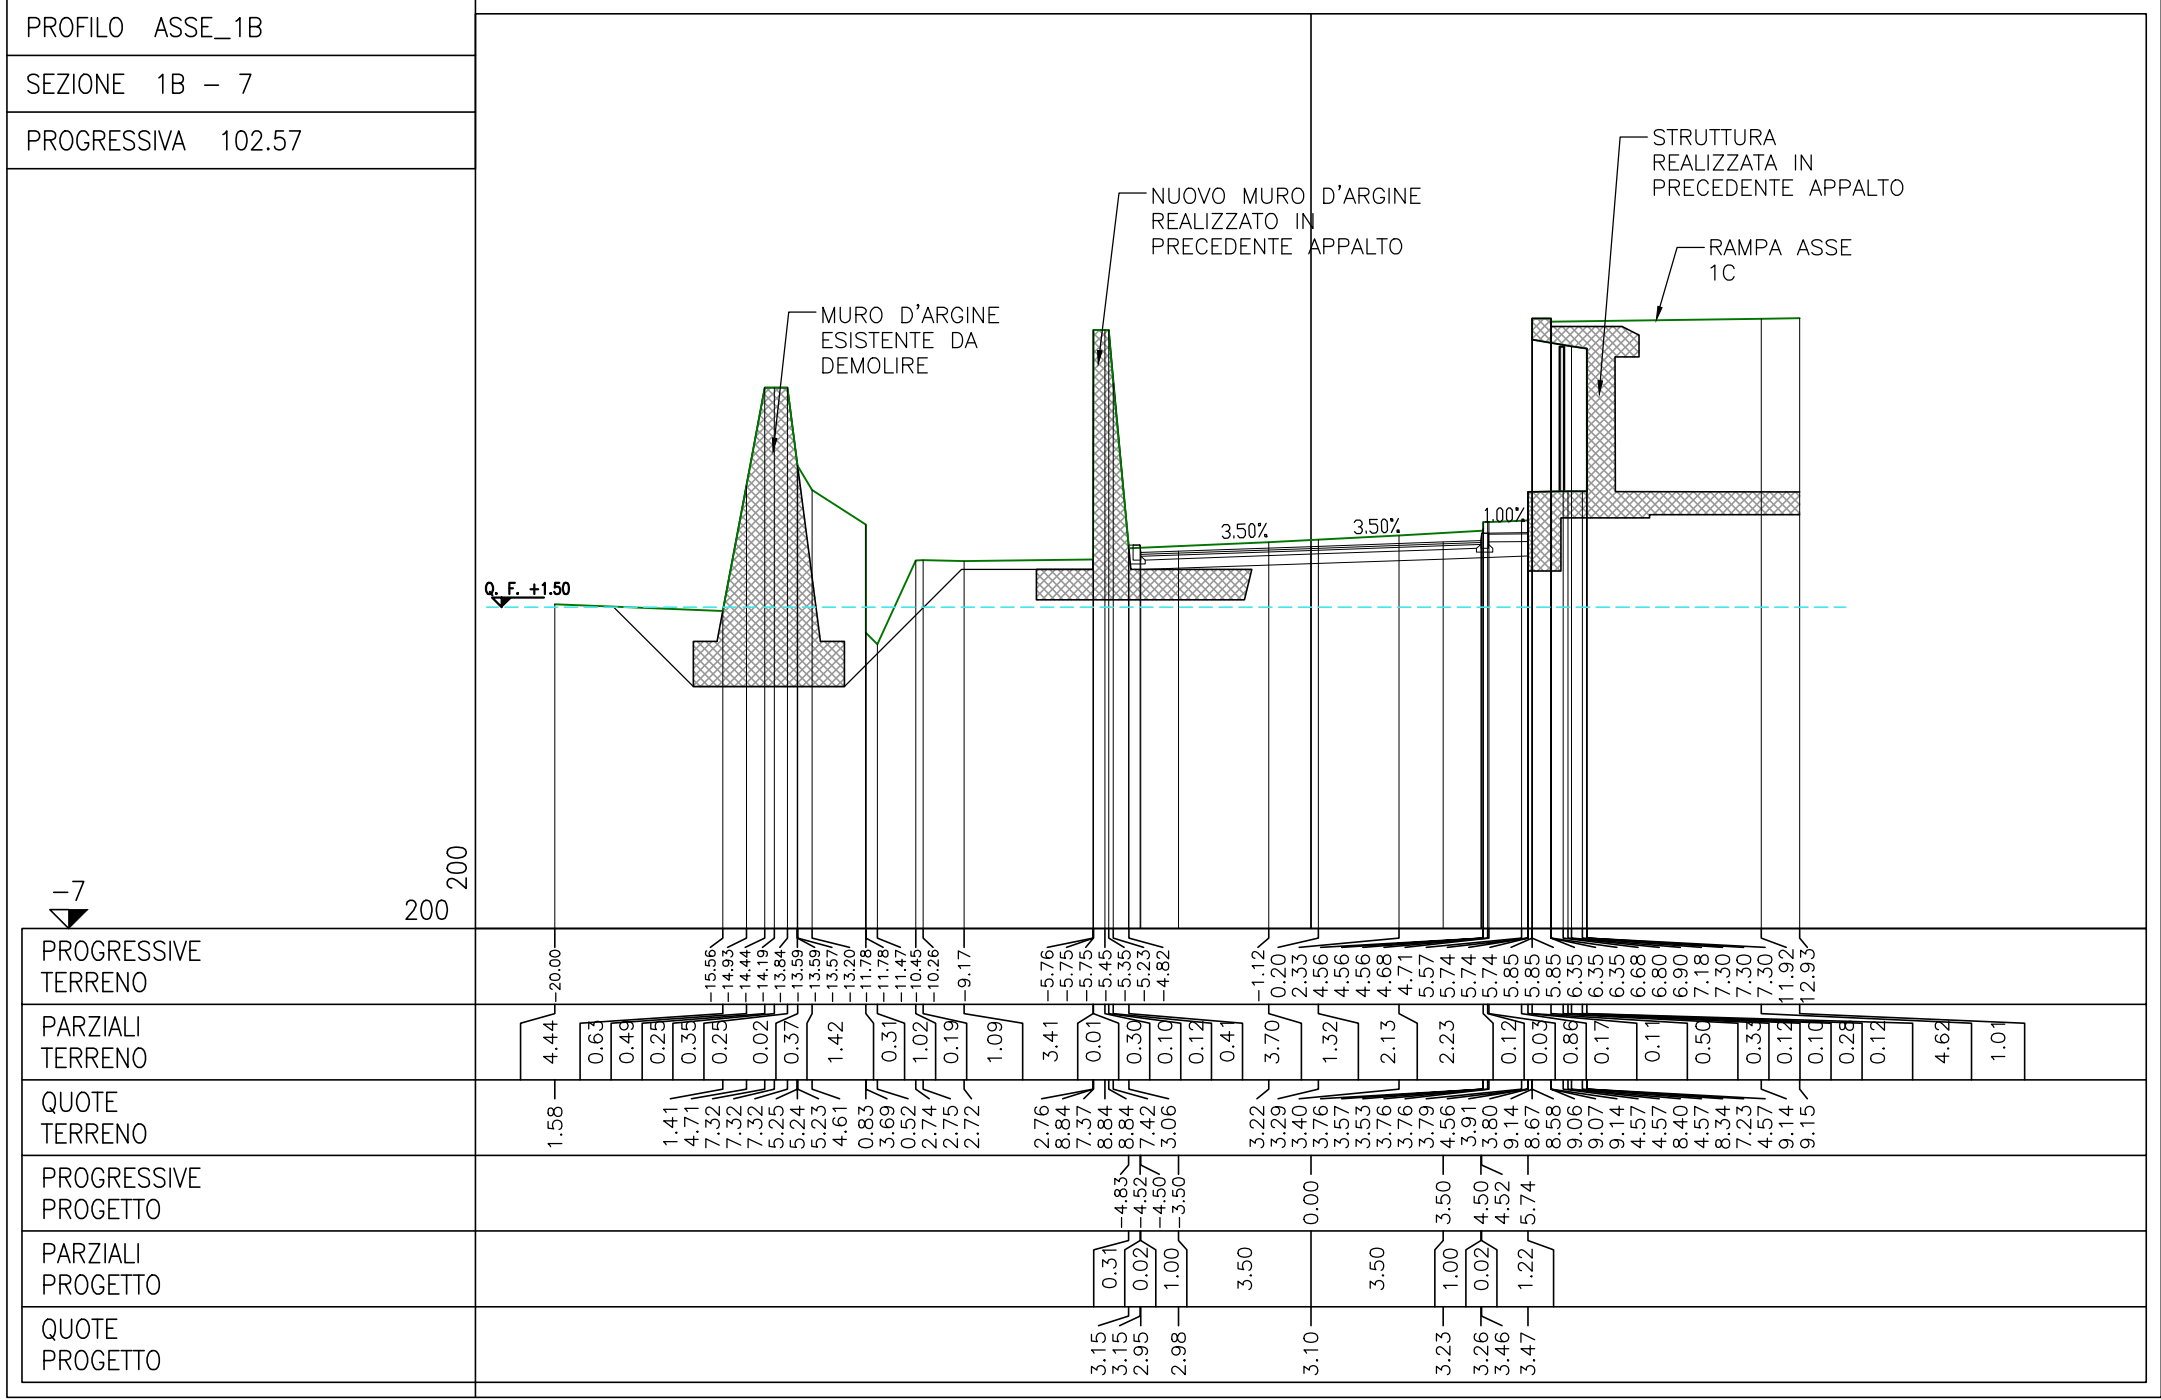 PROFILO ASSE_1B
SEZIONE 1B - 7
PROGRESSIVA 102.57
STRUTTURA
REALIZZATA IN
PRECEDENTE APPALTO
NUOVO MURO D'ARGINE
REALIZZATO IN
PRECEDENTE APPALTO
RAMPA ASSE
1C
MURO D'ARGINE
ESISTENTE DA
DEMOLIRE
3.50% 3.50% 1.00%
Q. F. +1.50
-7
200
200
PROGRESSIVE
TERRENO
-20.00 -15.56 -14.93 -14.44 -14.19 -13.84 -13.59 -13.59 -13.57 -13.20 -11.78 -11.78 -11.47 -10.45 -10.26 -9.17 -5.76 -5.75 -5.75 -5.45 -5.35 -5.23 -4.82 -1.12 0.20 2.33 4.56 4.56 4.56 4.68 4.71 5.57 5.74 5.74 5.74 5.85 5.85 5.85 6.35 6.35 6.35 6.68 6.80 6.90 7.18 7.30 7.30 7.30 11.92 12.93
PARZIALI
TERRENO
4.44 0.63 0.49 0.25 0.35 0.25 0.02 0.37 1.42 0.31 1.02 0.19 1.09 3.41 0.01 0.30 0.10 0.12 0.41 3.70 1.32 2.13 2.23 0.12 0.03 0.86 0.17 0.11 0.50 0.33 0.12 0.10 0.28 0.12 4.62 1.01
QUOTE
TERRENO
1.58 1.41 4.71 7.32 7.32 7.32 5.25 5.24 5.23 4.61 0.83 3.69 0.52 2.74 2.75 2.72 2.76 8.84 7.37 8.84 8.84 7.42 3.06 3.22 3.29 3.40 3.76 3.57 3.53 3.76 3.76 3.79 4.56 3.91 3.80 9.14 8.67 8.58 9.06 9.07 9.14 4.57 4.57 8.40 4.57 8.34 7.23 4.57 9.14 9.15
PROGRESSIVE
PROGETTO
-4.83 -4.52 -4.50 -3.50 0.00 3.50 4.50 4.52 5.74
PARZIALI
PROGETTO
0.31 0.02 1.00 3.50 3.50 1.00 0.02 1.22
QUOTE
PROGETTO
3.15 3.15 2.95 2.98 3.10 3.23 3.26 3.46 3.47